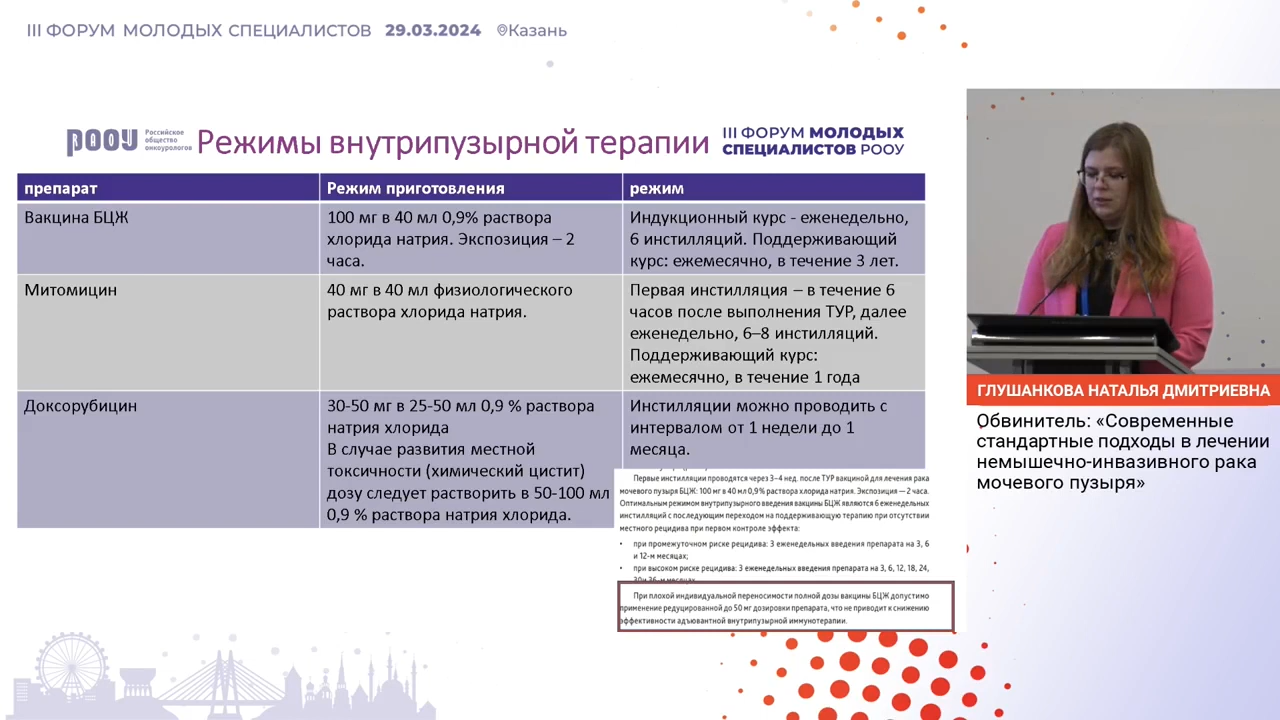 III ФОРУМ МОЛОДЫХ СПЕЦИАЛИСТОВ 29.03.2024 Казань
РООУ Российское
общество
онкоурологов
Режимы внутрипузырной терапии
III ФОРУМ МОЛОДЫХ
СПЕЦИАЛИСТОВ РООУ
препарат
Режим приготовления
режим
Вакцина БЦЖ
100 мг в 40 мл 0,9% раствора
хлорида натрия. Экспозиция – 2
часа.
Индукционный курс - еженедельно,
6 инстилляций. Поддерживающий
курс: ежемесячно, в течение 3 лет.
Митомицин
40 мг в 40 мл физиологического
раствора хлорида натрия.
Первая инстилляция – в течение 6
часов после выполнения ТУР, далее
еженедельно, 6–8 инстилляций.
Поддерживающий курс:
ежемесячно, в течение 1 года
Доксорубицин
30-50 мг в 25-50 мл 0,9 % раствора
натрия хлорида
В случае развития местной
токсичности (химический цистит)
дозу следует растворить в 50-100 мл
0,9 % раствора натрия хлорида.
Инстилляции можно проводить с
интервалом от 1 недели до 1
месяца.
Первые инстилляции проводятся через 3–4 нед. после ТУР вакциной для лечения рака
мочевого пузыря БЦЖ: 100 мг в 40 мл 0,9% раствора хлорида натрия. Экспозиция — 2 часа.
Оптимальным режимом внутрипузырного введения вакцины БЦЖ являются 6 еженедельных
инстилляций с последующим переходом на поддерживающую терапию при отсутствии
местного рецидива при первом контроле эффекта:
• при промежуточном риске рецидива: 3 еженедельных введения препарата на 3, 6
и 12-м месяцах;
• при высоком риске рецидива: 3 еженедельных введения препарата на 3, 6, 12, 18, 24,
30 и 36-м месяцах
При плохой индивидуальной переносимости полной дозы вакцины БЦЖ допустимо
применение редуцированной до 50 мг дозировки препарата, что не приводит к снижению
эффективности адъювантной внутрипузырной иммунотерапии.
ГЛУШАНКОВА НАТАЛЬЯ ДМИТРИЕВНА
Обвинитель: «Современные
стандартные подходы в лечении
немышечно-инвазивного рака
мочевого пузыря»